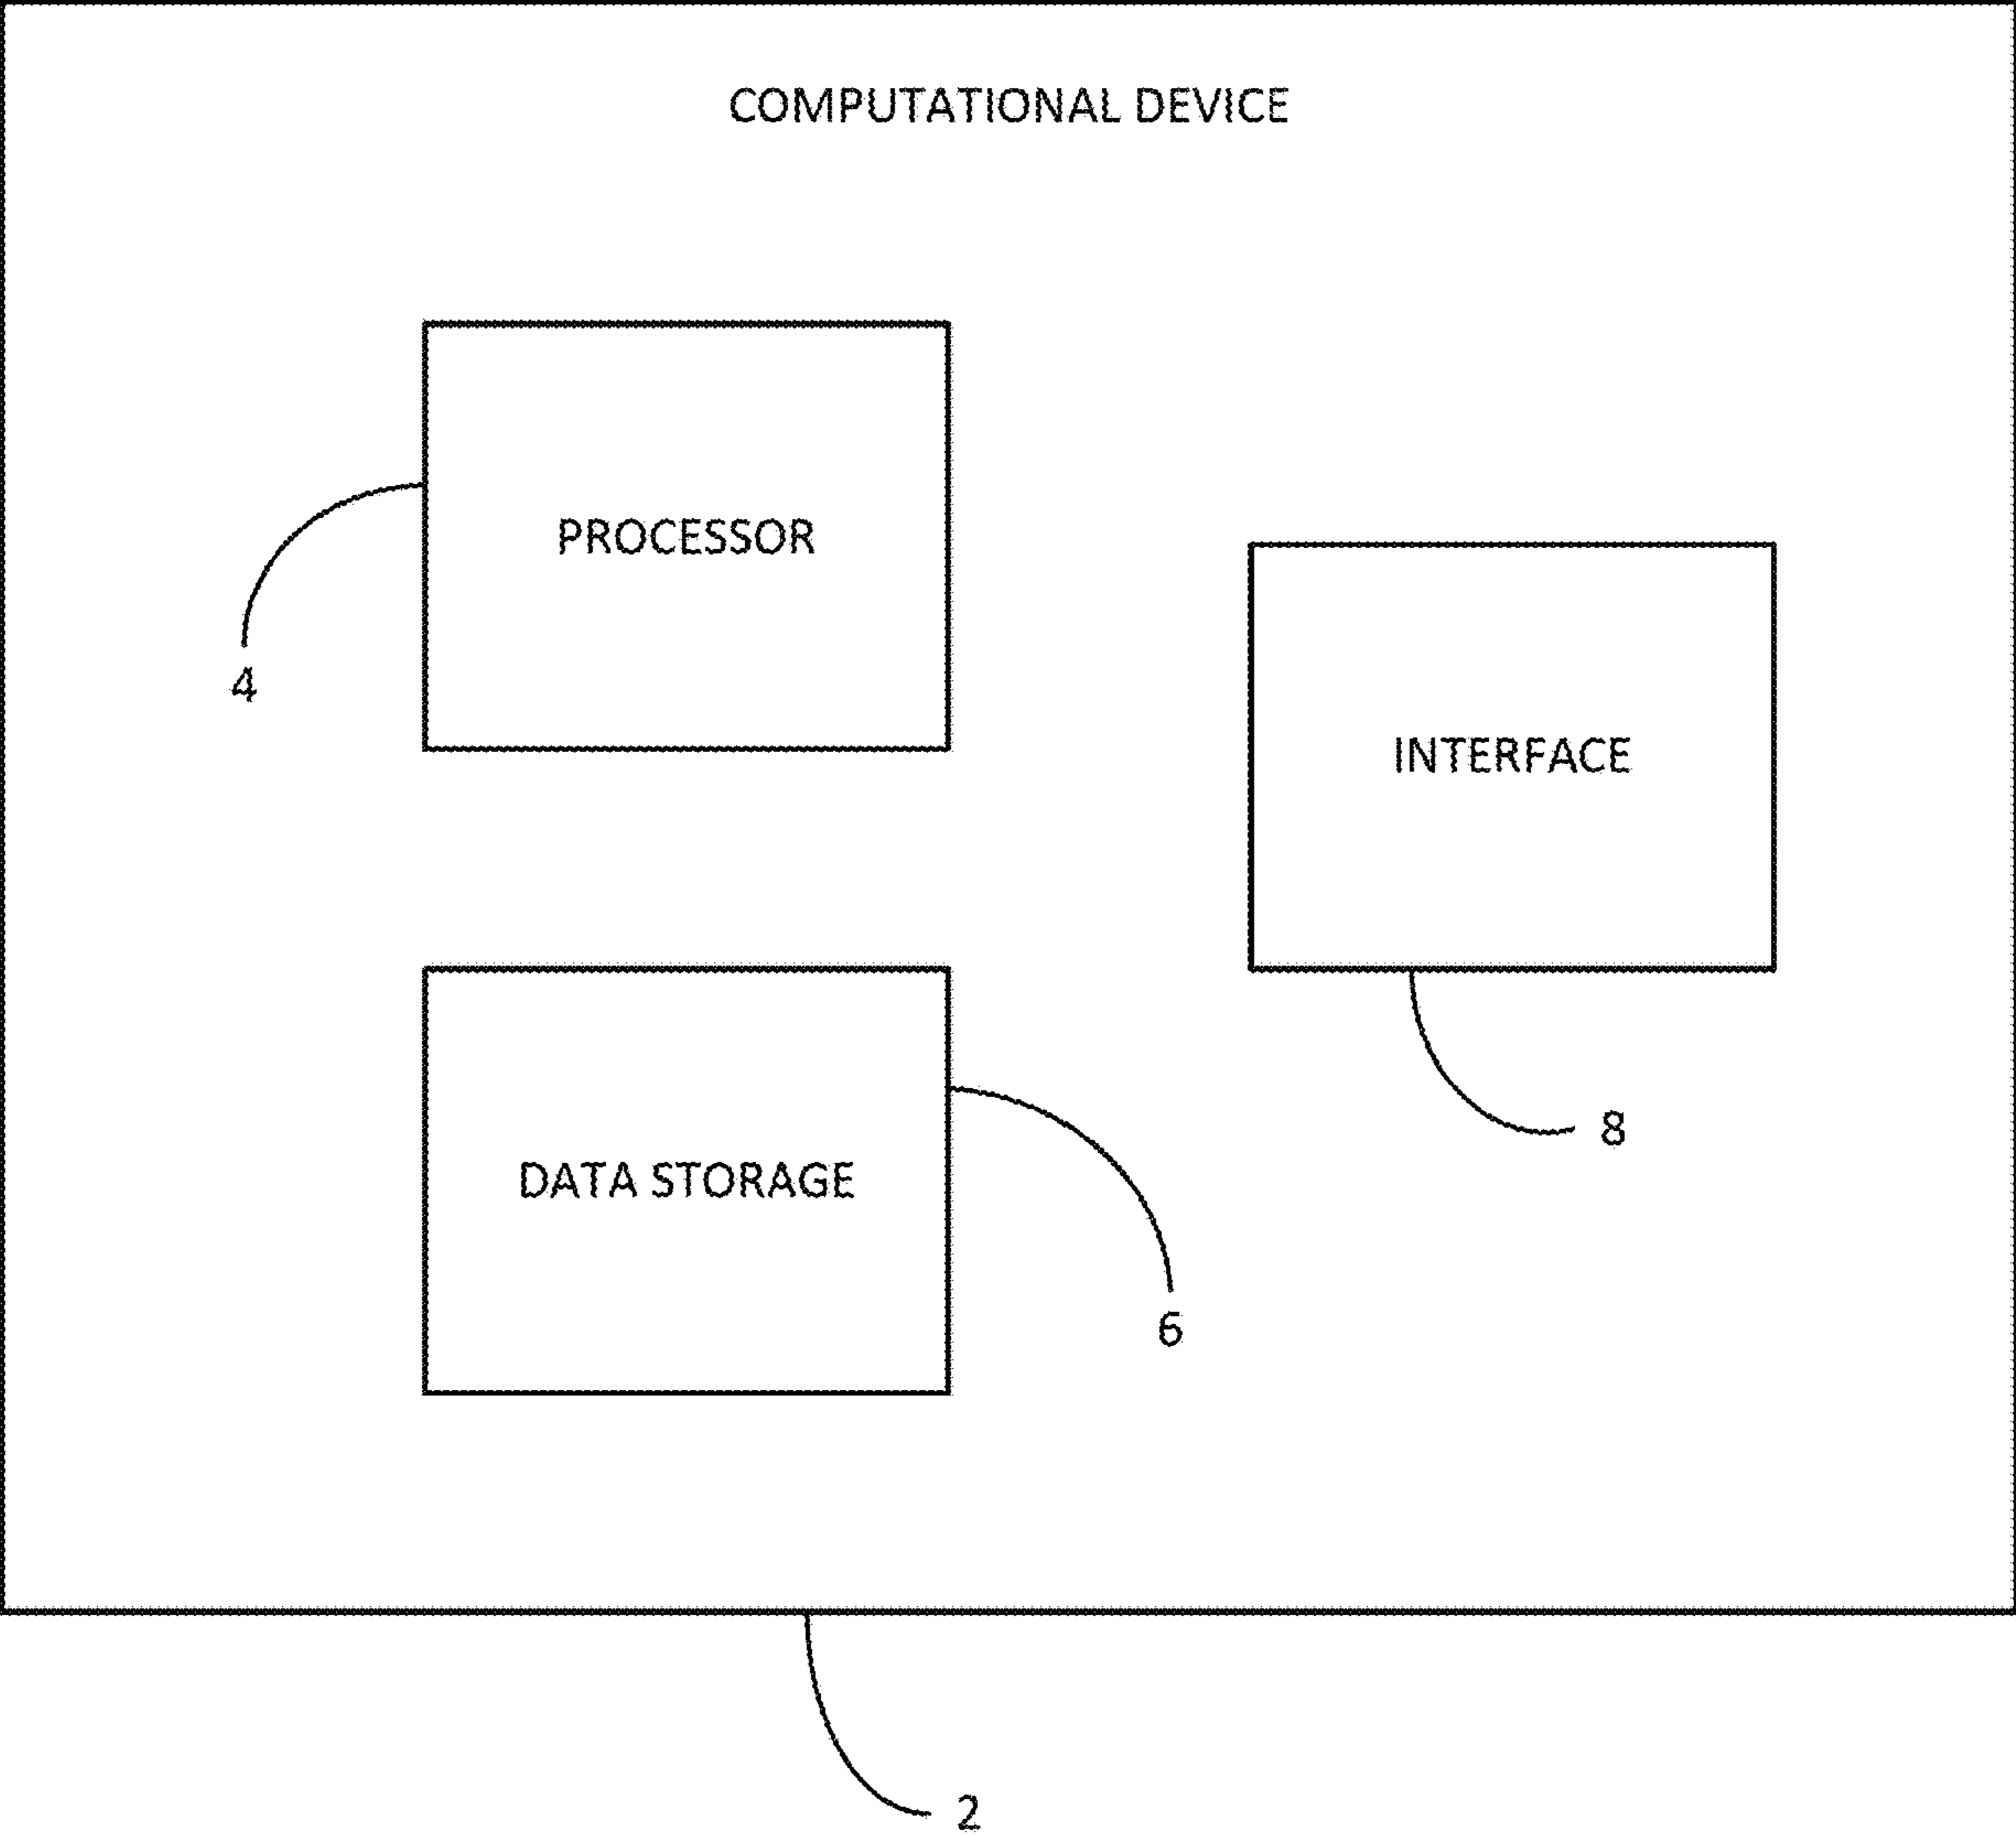 COMPUTATIONAL DEVICE
PROCESSOR
4
INTERFACE
8
DATA STORAGE
6
2